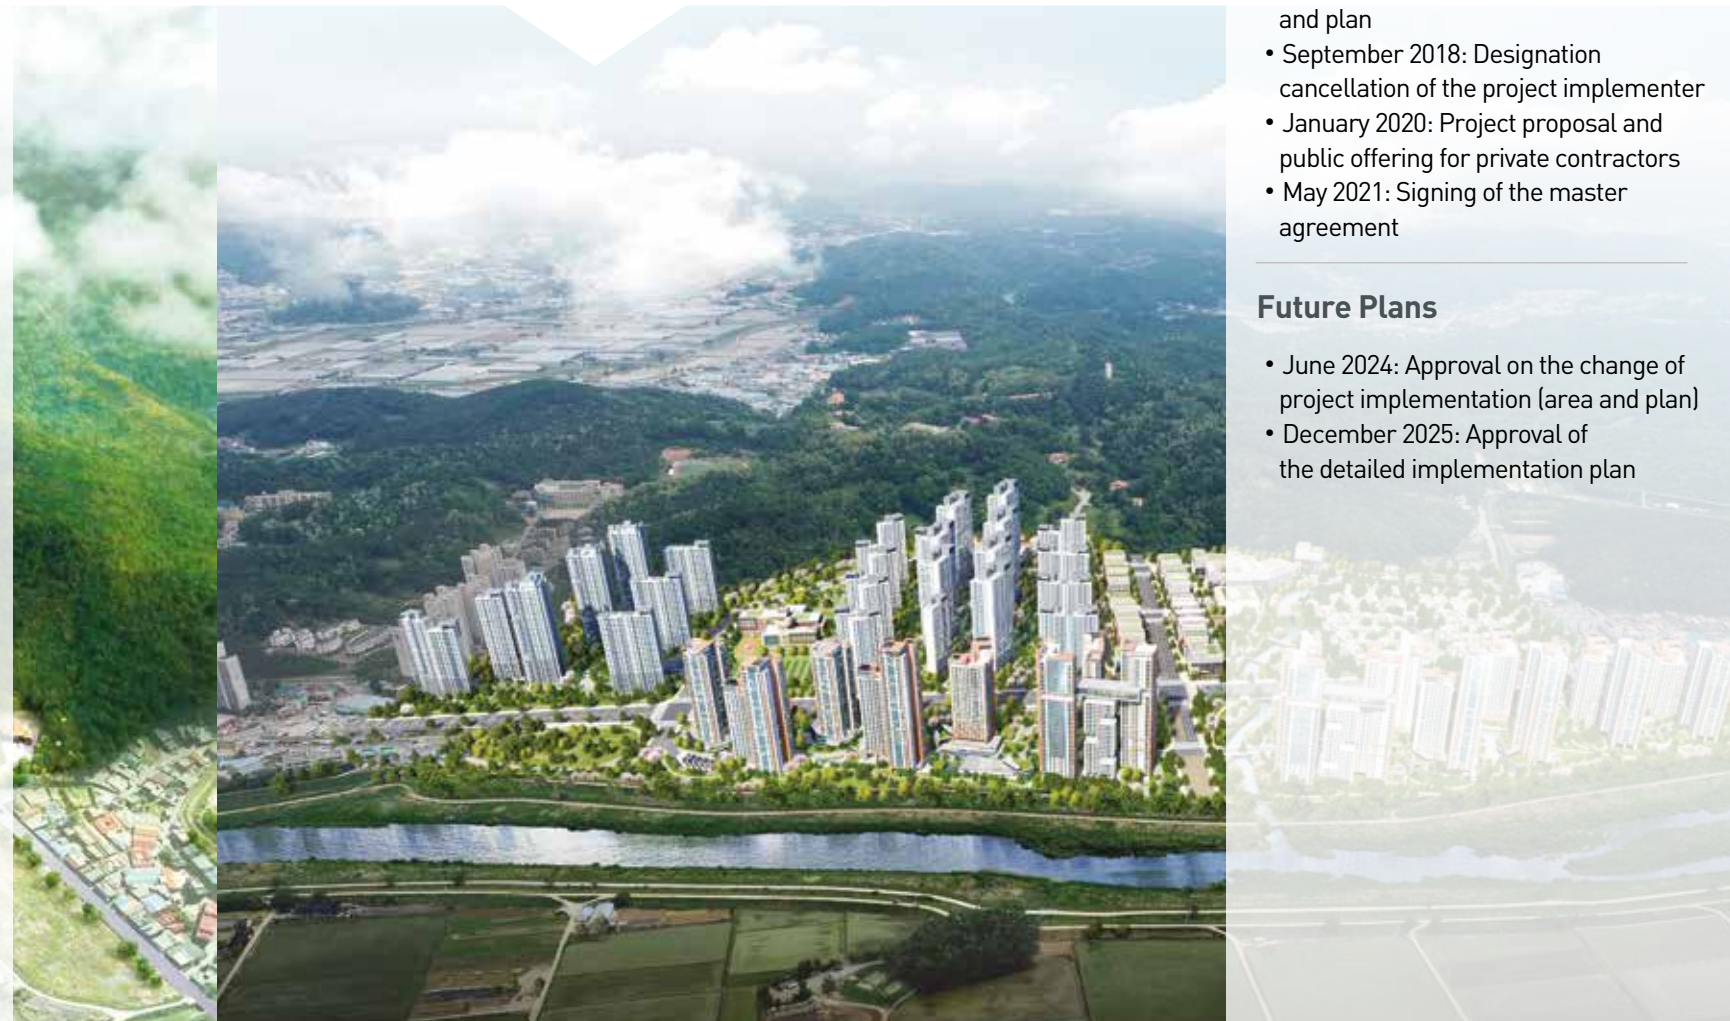 and plan
• September 2018: Designation
cancellation of the project implementer
• January 2020: Project proposal and
public offering for private contractors
• May 2021: Signing of the master
agreement
Future Plans
• June 2024: Approval on the change of
project implementation (area and plan)
• December 2025: Approval of
the detailed implementation plan